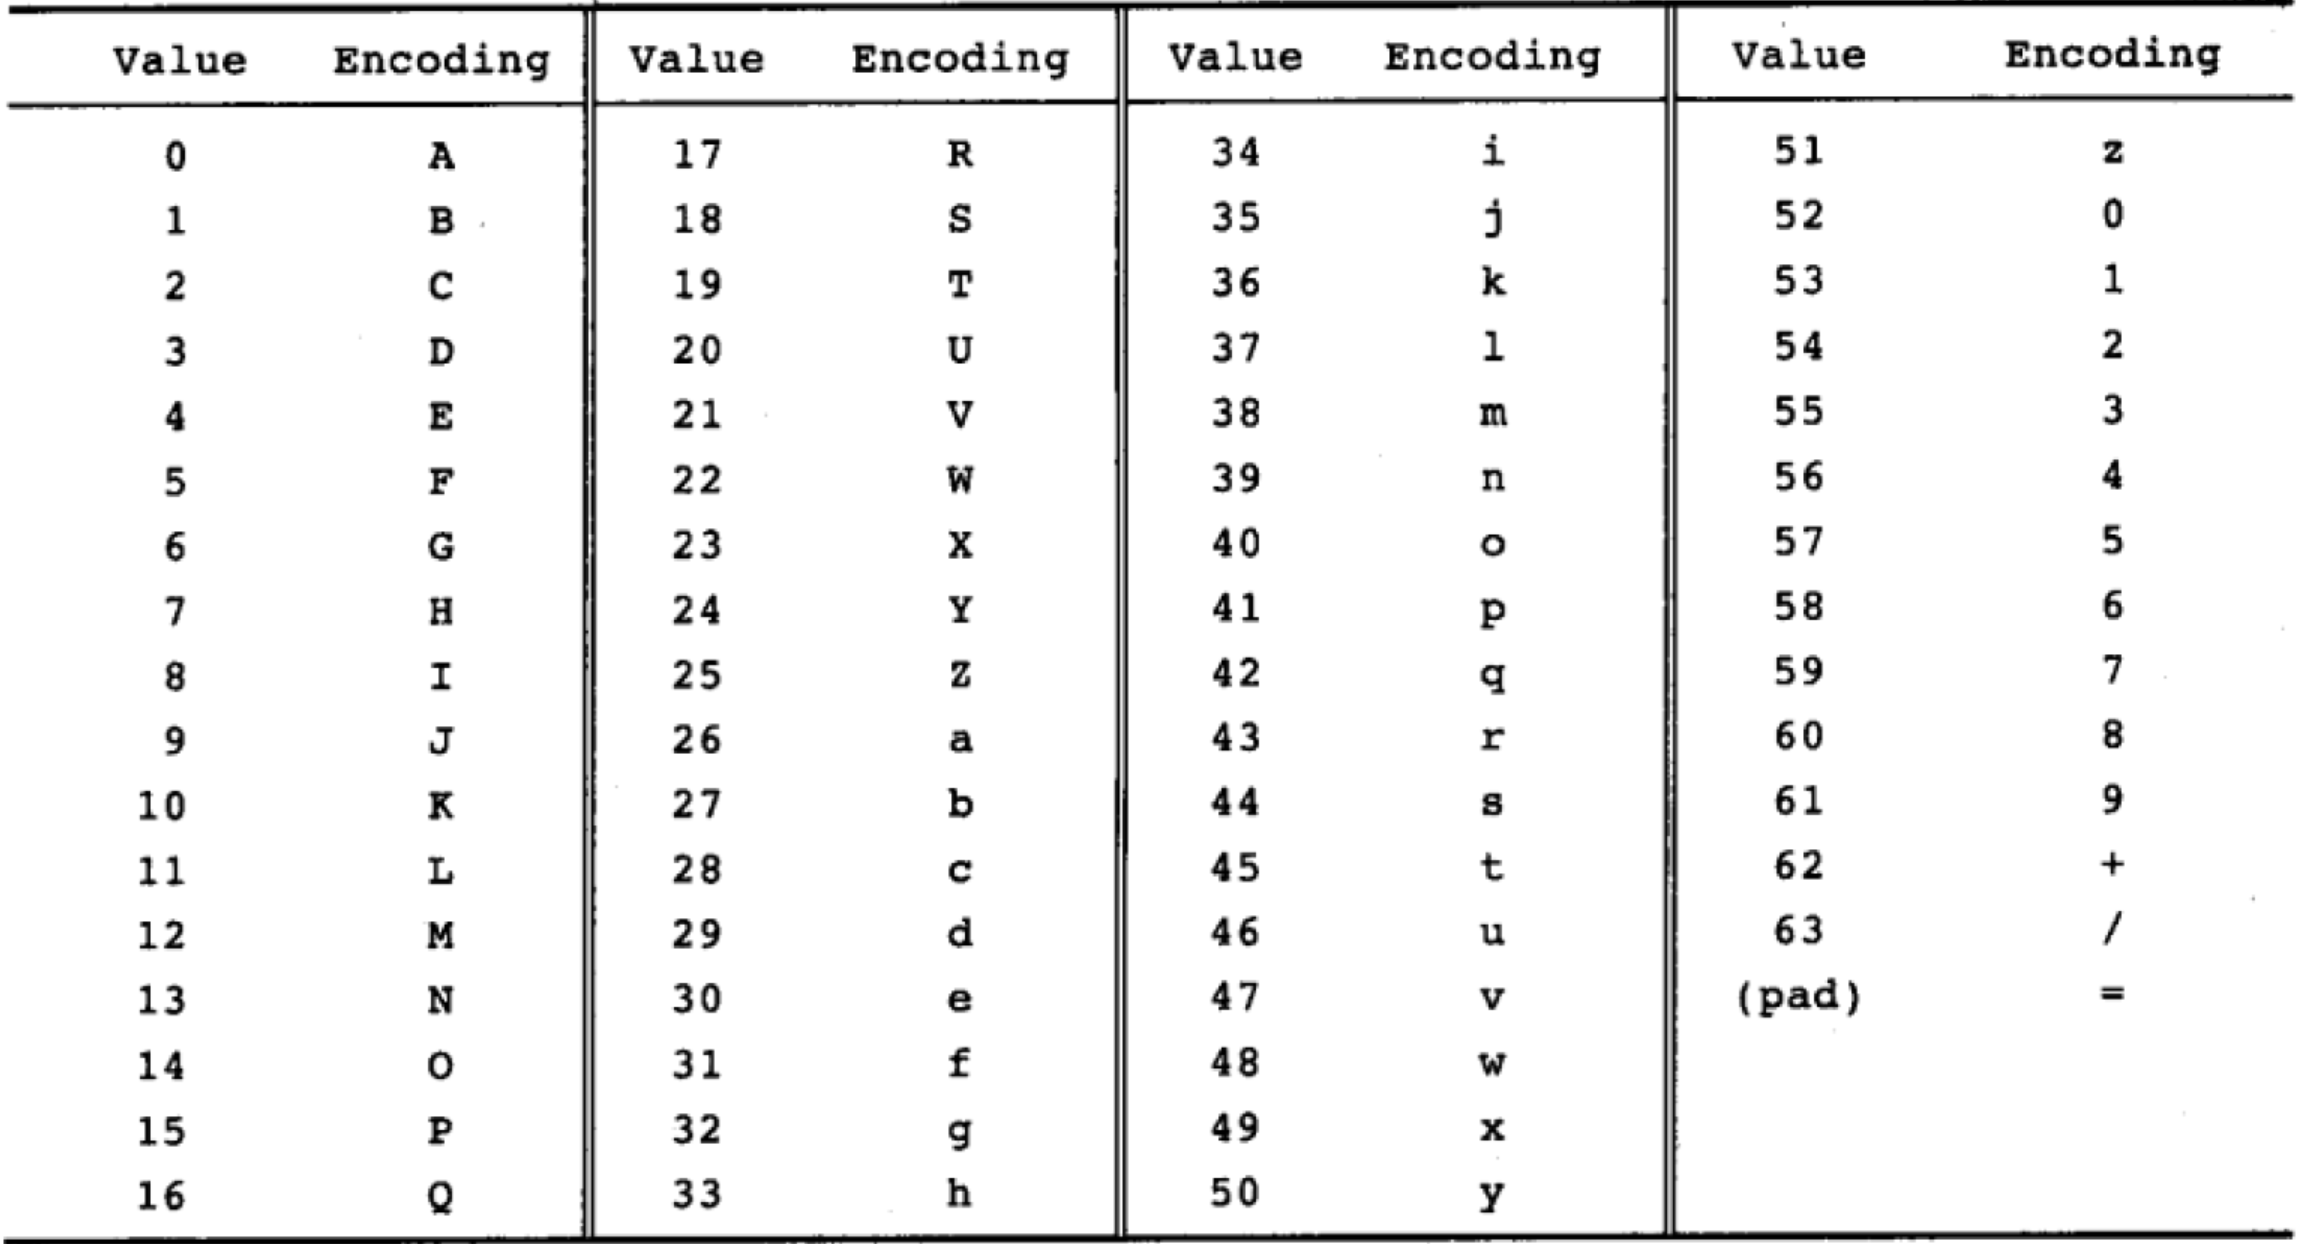 Value Encoding Value Encoding Value Encoding Value Encoding
0 A 17 R 34 i 51 z
1 B 18 S 35 j 52 0
2 C 19 T 36 k 53 1
3 D 20 U 37 l 54 2
4 E 21 V 38 m 55 3
5 F 22 W 39 n 56 4
6 G 23 X 40 o 57 5
7 H 24 Y 41 p 58 6
8 I 25 Z 42 q 59 7
9 J 26 a 43 r 60 8
10 K 27 b 44 s 61 9
11 L 28 c 45 t 62 +
12 M 29 d 46 u 63 /
13 N 30 e 47 v (pad) =
14 O 31 f 48 w
15 P 32 g 49 x
16 Q 33 h 50 y